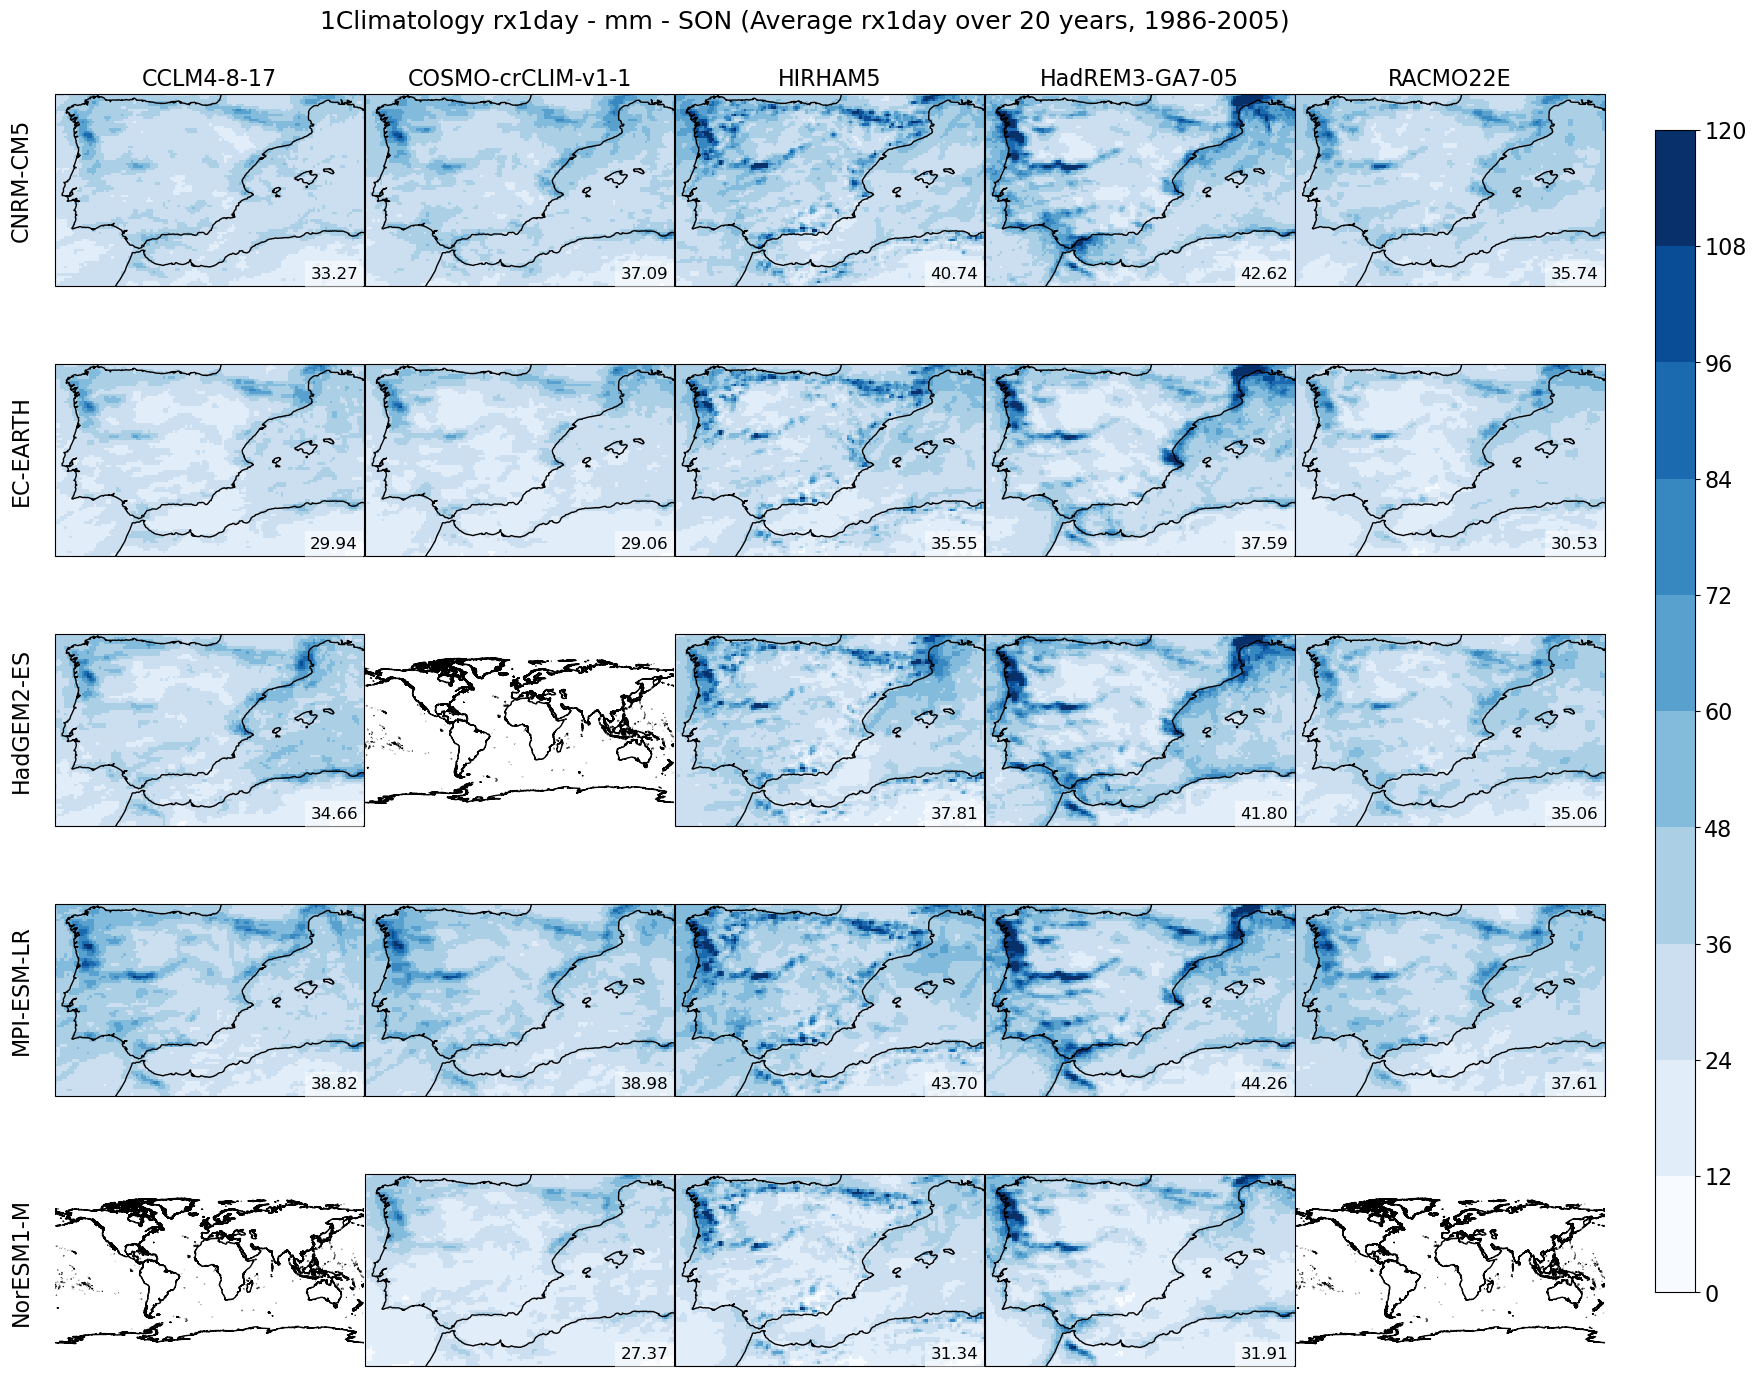 1Climatology rx1day - mm - SON (Average rx1day over 20 years, 1986-2005)
CCLM4-8-17 COSMO-crCLIM-v1-1 HIRHAM5 HadREM3-GA7-05 RACMO22E
CNRM-CM5
33.27 37.09 40.74 42.62 35.74
EC-EARTH
29.94 29.06 35.55 37.59 30.53
HadGEM2-ES
34.66 37.81 41.80 35.06
MPI-ESM-LR
38.82 38.98 43.70 44.26 37.61
NorESM1-M
27.37 31.34 31.91
120
108
96
84
72
60
48
36
24
12
0